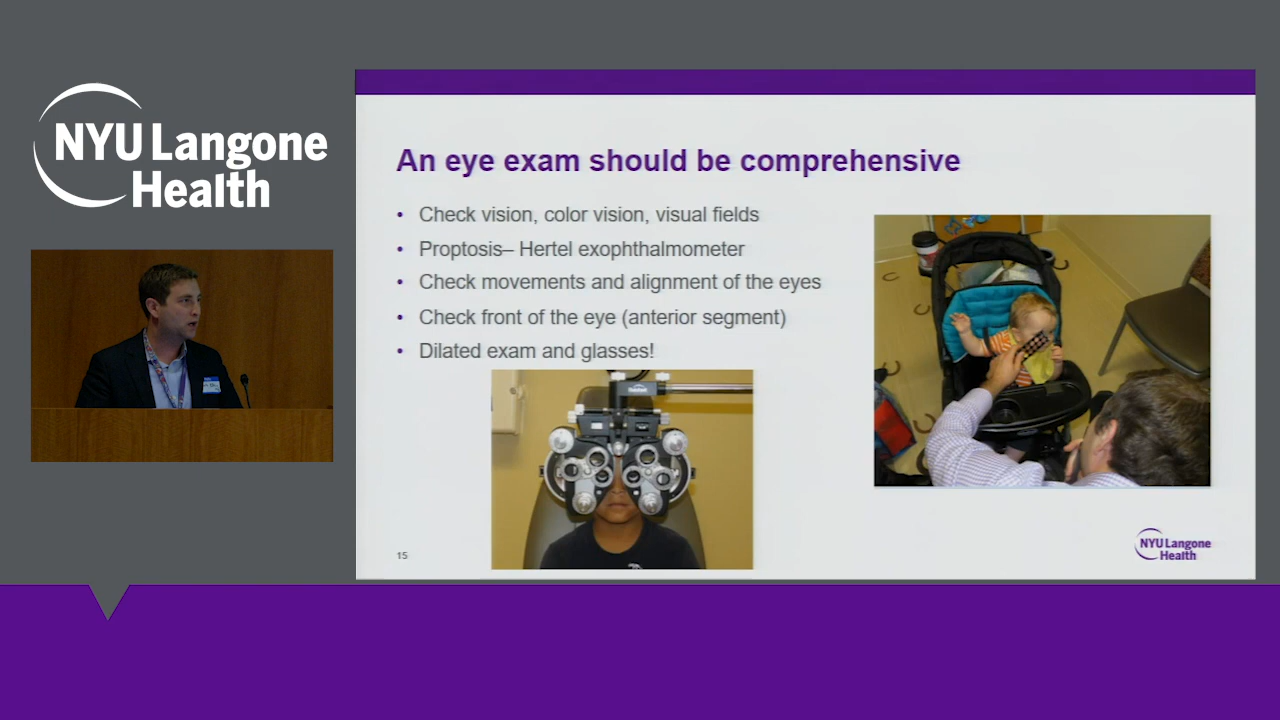 NYU Langone
Health
An eye exam should be comprehensive
• Check vision, color vision, visual fields
• Proptosis– Hertel exophthalmometer
• Check movements and alignment of the eyes
• Check front of the eye (anterior segment)
• Dilated exam and glasses!
15
NYU Langone
Health